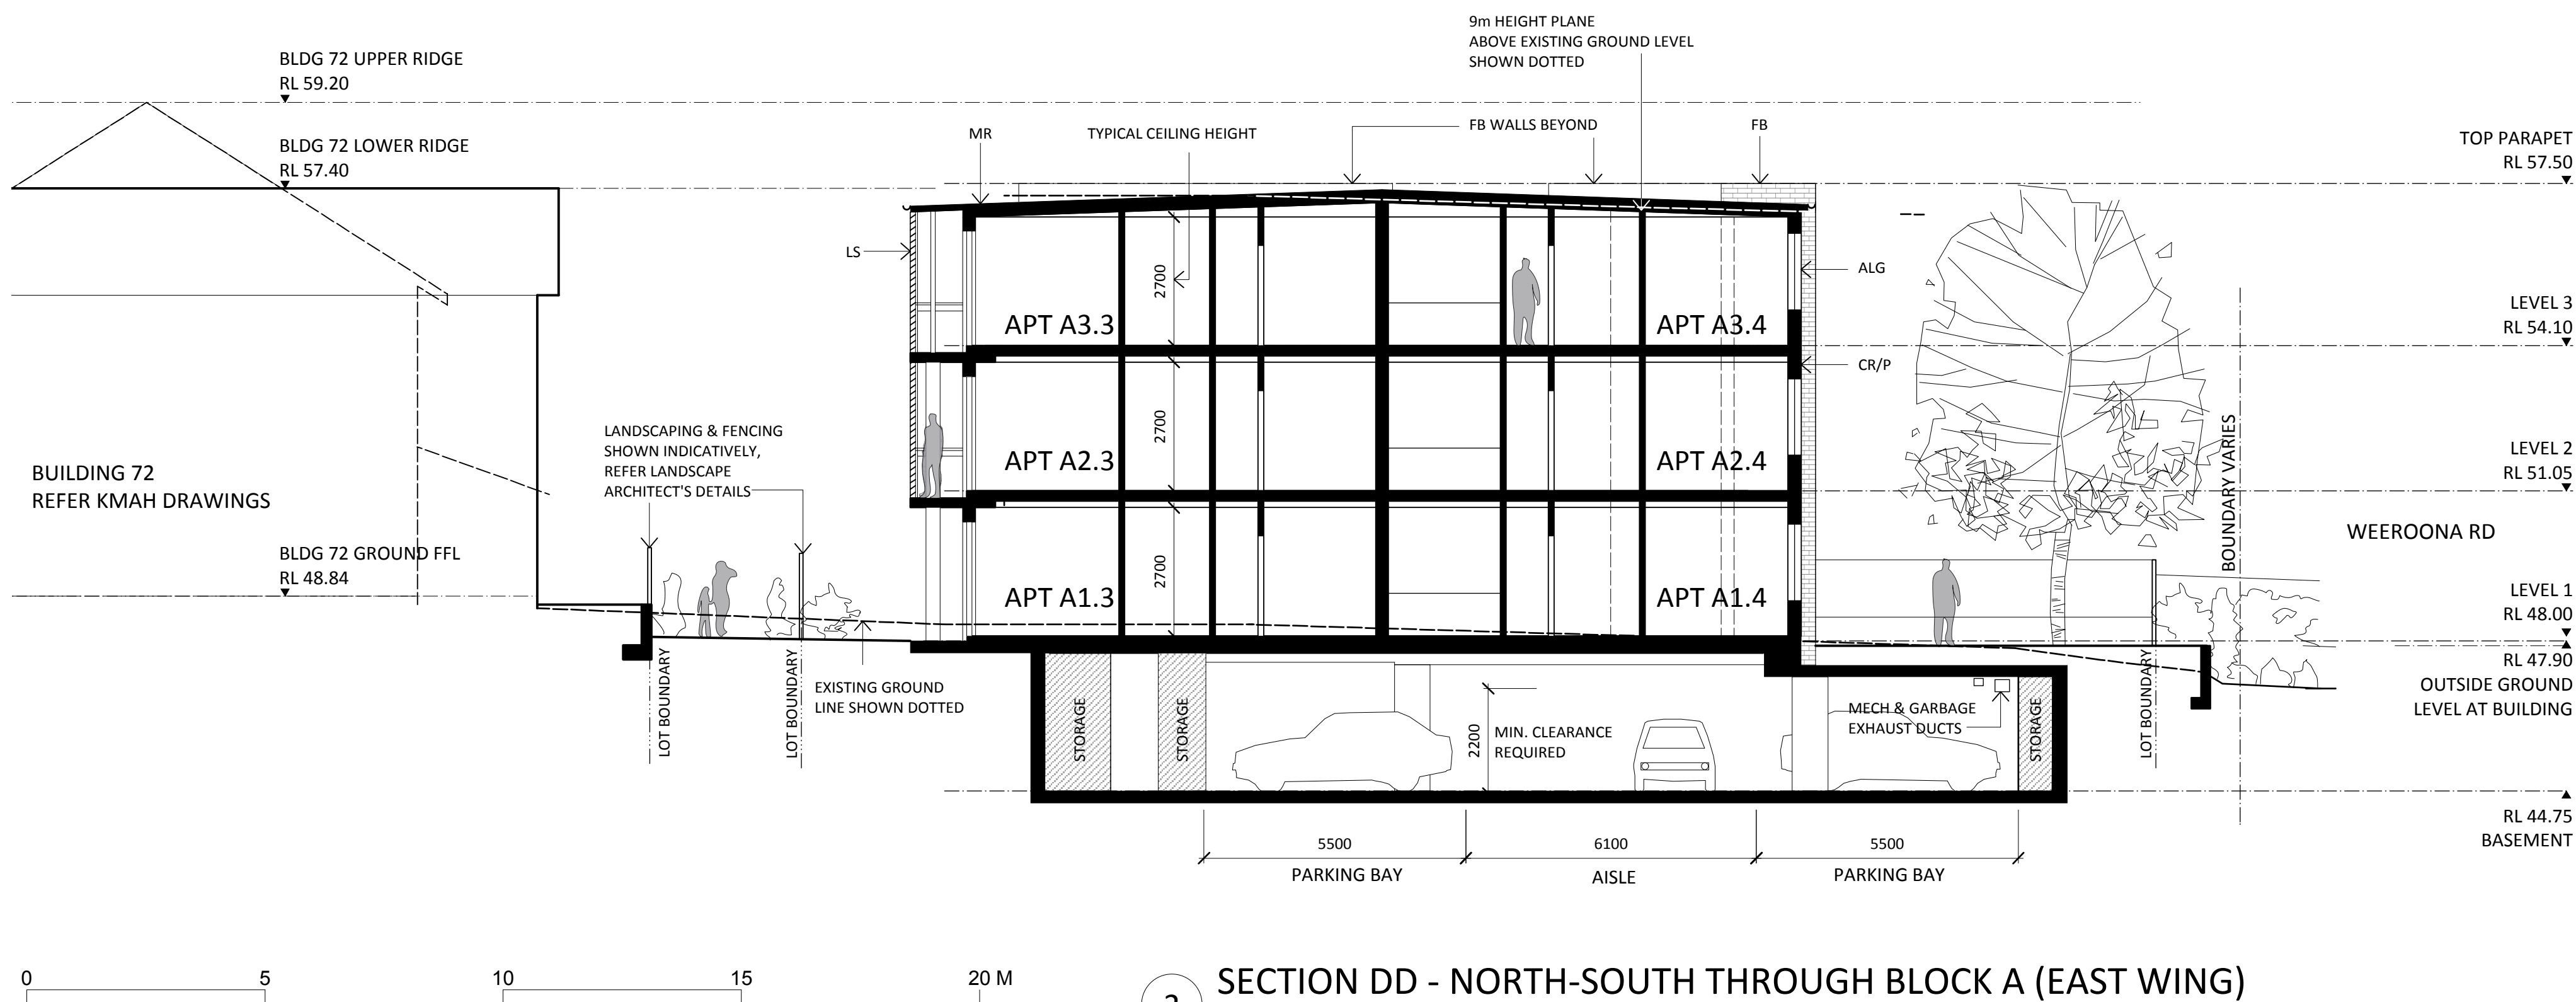 9m HEIGHT PLANE
ABOVE EXISTING GROUND LEVEL
SHOWN DOTTED
BLDG 72 UPPER RIDGE
RL 59.20
BLDG 72 LOWER RIDGE
RL 57.40
MR
TYPICAL CEILING HEIGHT
FB WALLS BEYOND
FB
TOP PARAPET
RL 57.50
LS
2700
ALG
APT A3.3
APT A3.4
LEVEL 3
RL 54.10
CR/P
LANDSCAPING & FENCING
SHOWN INDICATIVELY,
REFER LANDSCAPE
ARCHITECT'S DETAILS
2700
APT A2.3
APT A2.4
BOUNDARY VARIES
LEVEL 2
RL 51.05
BUILDING 72
REFER KMAH DRAWINGS
WEEROONA RD
BLDG 72 GROUND FFL
RL 48.84
2700
APT A1.3
APT A1.4
LEVEL 1
RL 48.00
LOT BOUNDARY
LOT BOUNDARY
EXISTING GROUND
LINE SHOWN DOTTED
STORAGE
STORAGE
2200
MIN. CLEARANCE
REQUIRED
MECH & GARBAGE
EXHAUST DUCTS
STORAGE
LOT BOUNDARY
RL 47.90
OUTSIDE GROUND
LEVEL AT BUILDING
RL 44.75
BASEMENT
5500
6100
5500
PARKING BAY
AISLE
PARKING BAY
0 5 10 15 20 M
SECTION DD - NORTH-SOUTH THROUGH BLOCK A (EAST WING)